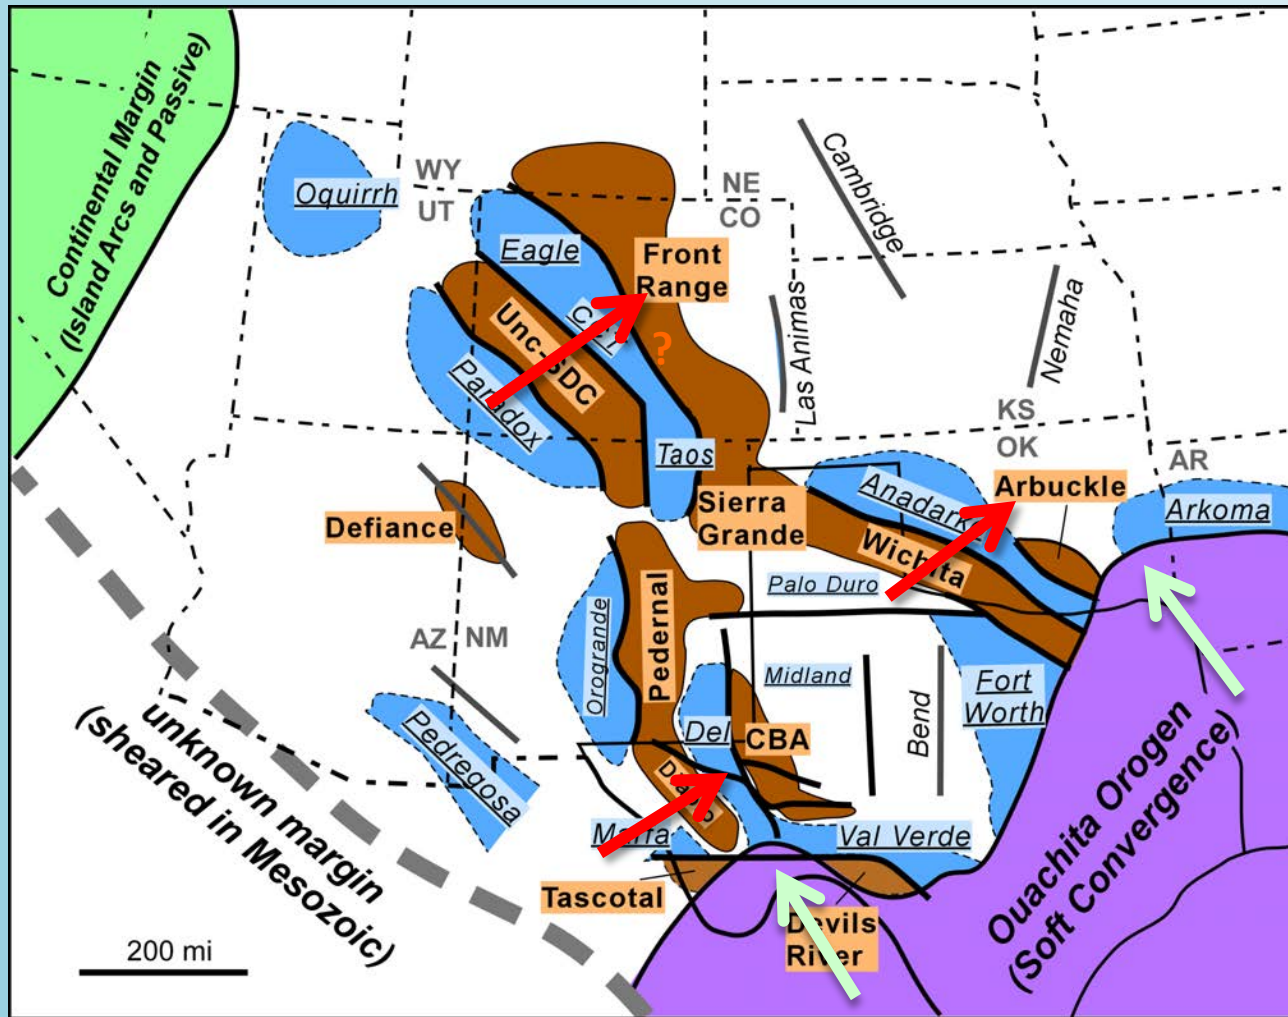 Continental Margin
(Island Arcs and Passive)
Oquirrh
WY
UT
NE
CO
Cambridge
Eagle
Front
Range
Unc-SDC
?
Las Animas
Nemaha
Paradox
KS
OK
AR
Taos
Anadarko
Arbuckle
Arkoma
Sierra
Grande
Defiance
Wichita
Palo Duro
Pedernal
AZ
NM
Orogrande
Midland
Fort
Worth
Bend
Del
CBA
Pedregosa
unknown margin
(sheared in Mesozoic)
Marfa
Val Verde
Tascotal
Devils
River
Ouachita Orogen
(Soft Convergence)
200 mi